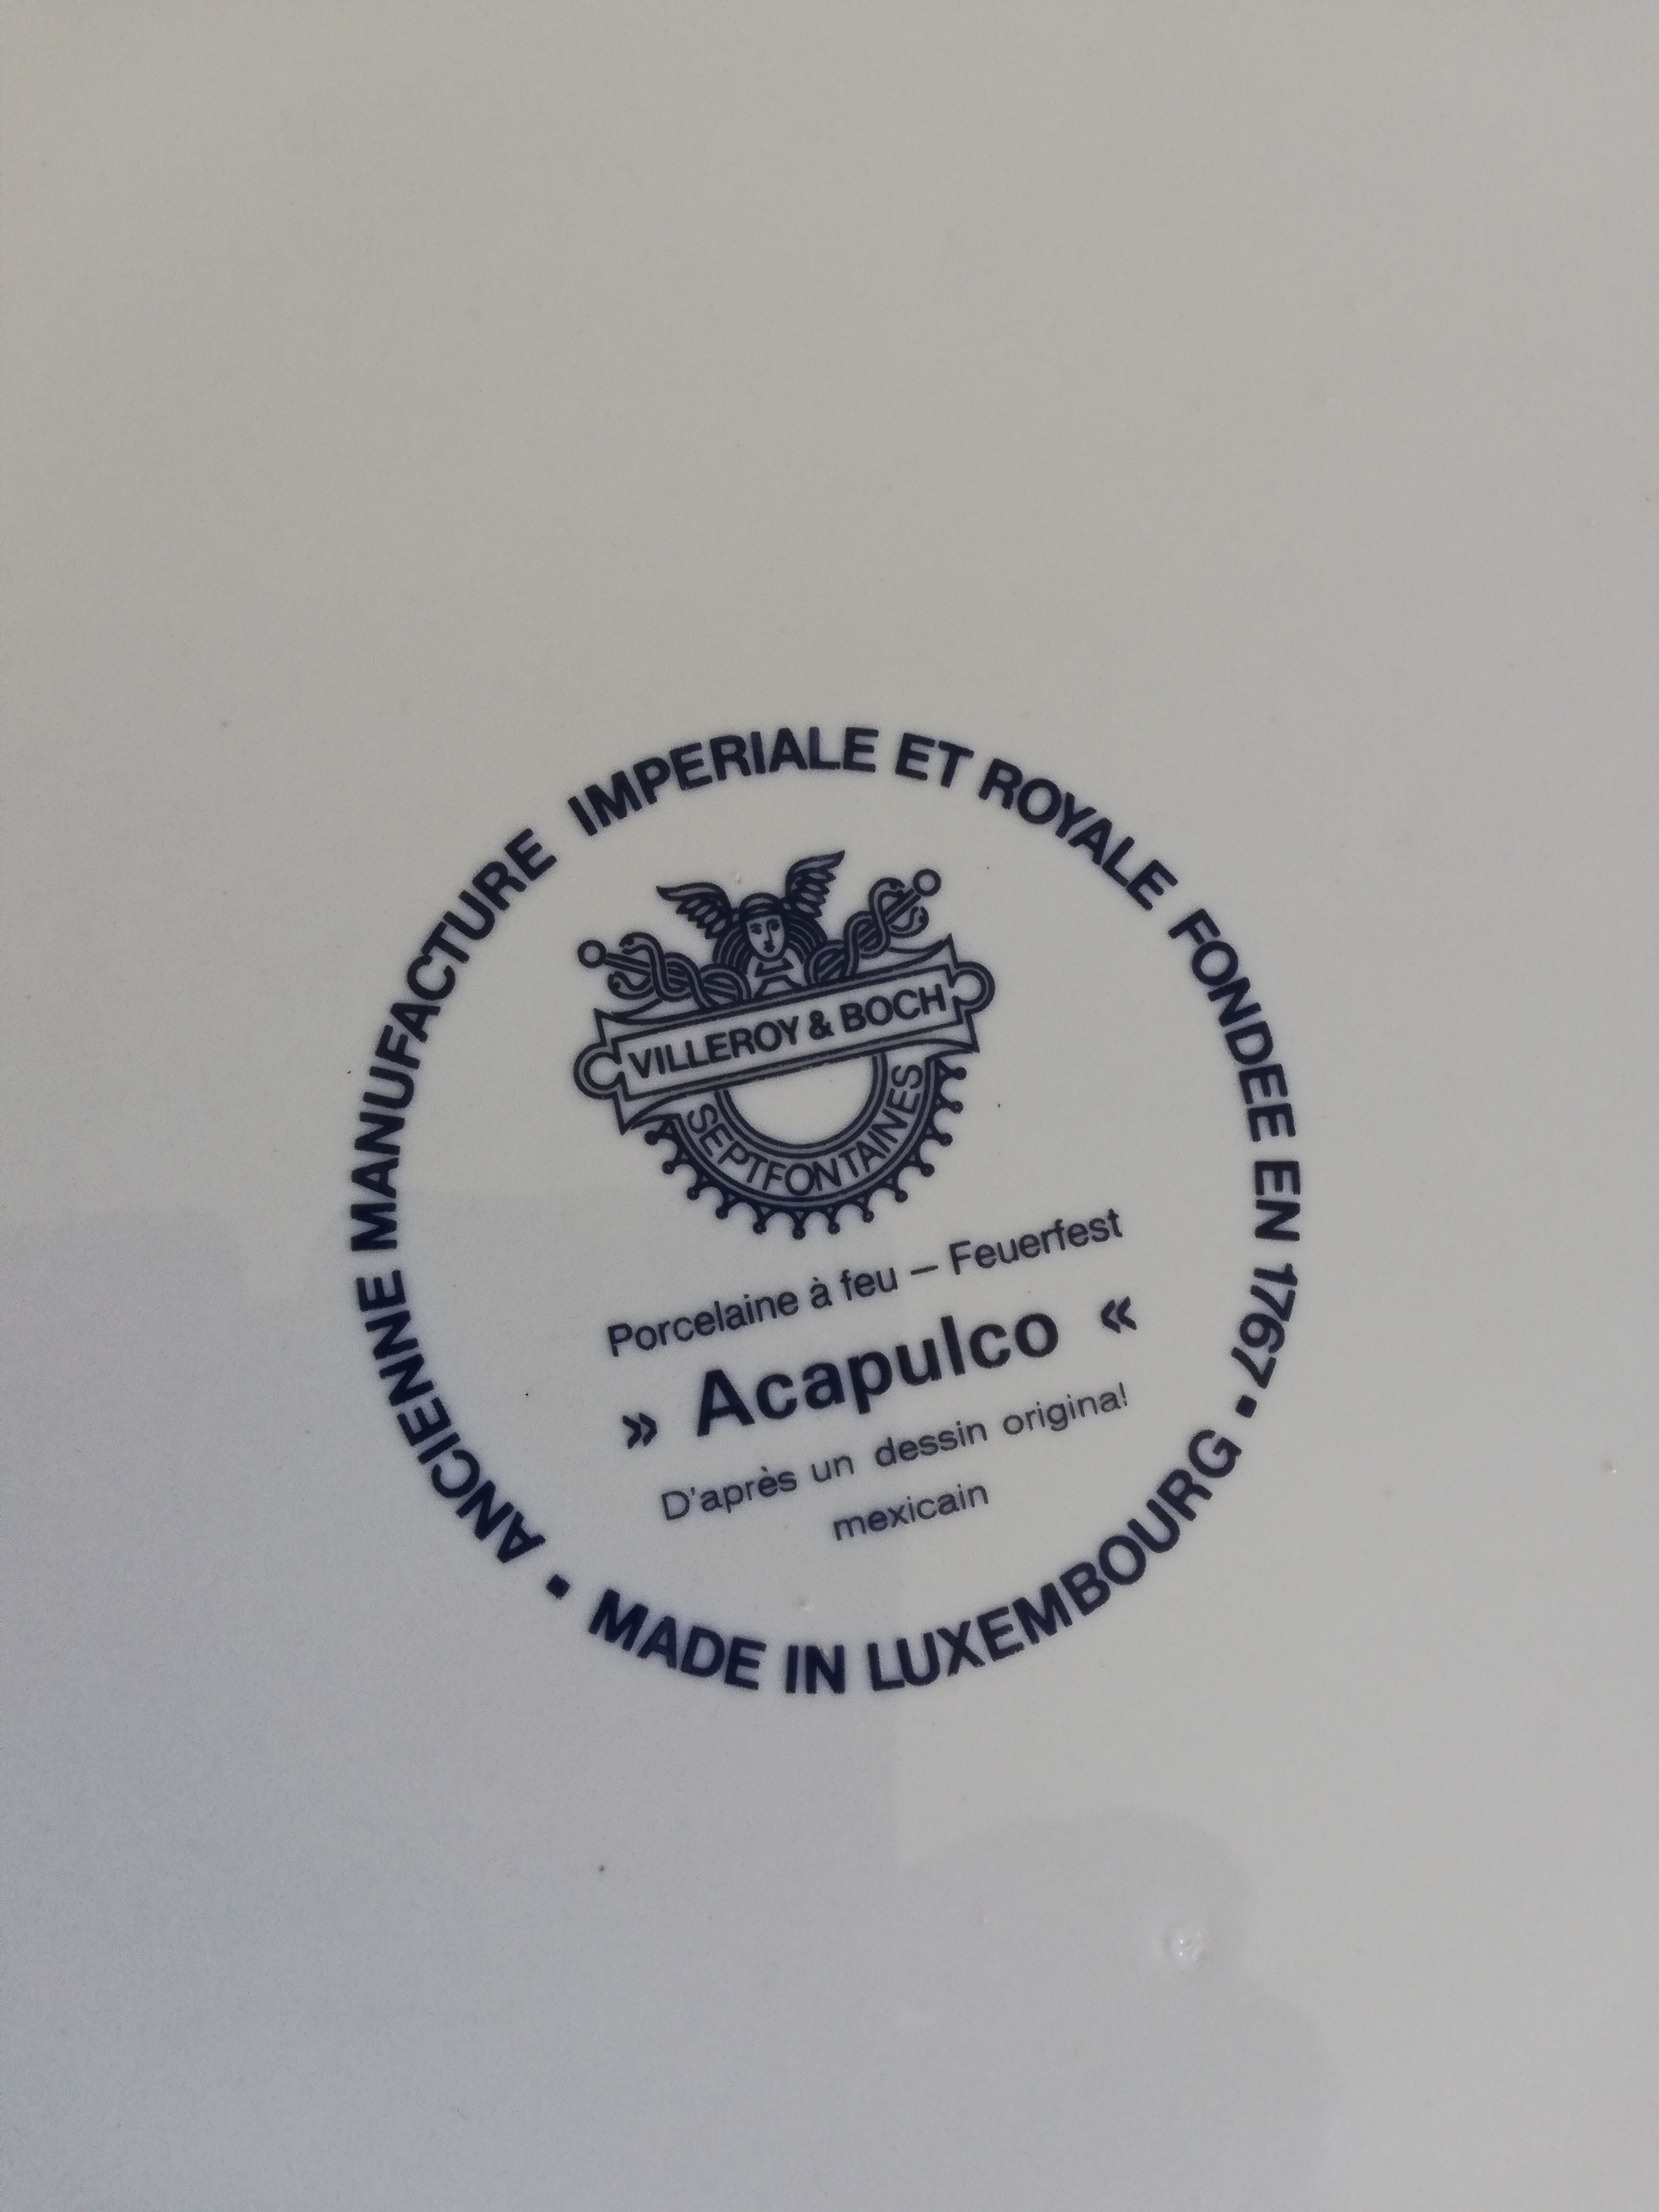 ANCIENNE MANUFACTURE IMPERIALE ET ROYALE FONDEE EN 1767 •
VILLEROY & BOCH
SEPTFONTAINES
Porcelaine à feu – Feuerfest
» Acapulco «
D'après un dessin original
mexicain
MADE IN LUXEMBOURG •